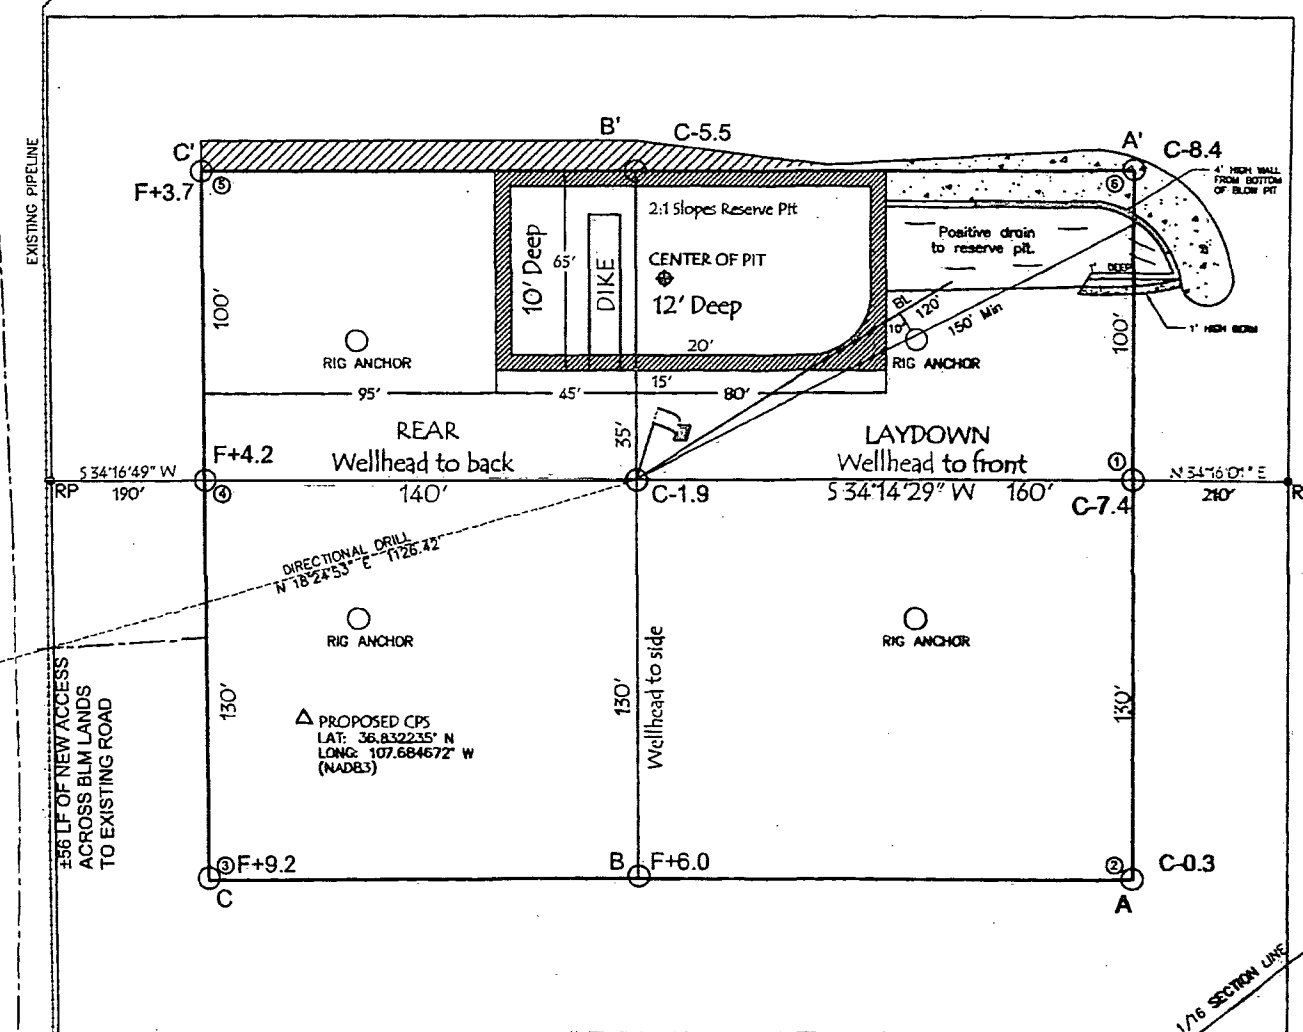 B'
C-5.5
A'
C-8.4
C'
F+3.7
⑤
⑥
4' HIGH WALL
FROM BOTTOM
OF BLOW PIT
EXISTING PIPELINE
2:1 Slopes Reserve Pit
Positive drain
to reserve pit.
10' Deep
65'
DIKE
CENTER OF PIT
12' Deep
1' DEEP
100'
BL
120'
10'
150' Min
1' HIGH BERM
100'
RIG ANCHOR
20'
RIG ANCHOR
95'
45'
15'
80'
REAR
Wellhead to back
35'
LAYDOWN
Wellhead to front
F+4.2
①
S 34°16'49" W
RP
190'
④
140'
C-1.9
S 34°14'29" W 160'
C-7.4
N 34°16'01" E
210'
R
DIRECTIONAL DRILL
N 18°24'53" E 1126.42'
RIG ANCHOR
RIG ANCHOR
±56 LF OF NEW ACCESS
ACROSS BLM LANDS
TO EXISTING ROAD
130'
130'
Wellhead to side
130'
PROPOSED CPS
LAT: 36.832235° N
LONG: 107.684672° W
(NAD83)
③
F+9.2
C
B
F+6.0
②
C-0.3
A
1/16 SECTION LINE